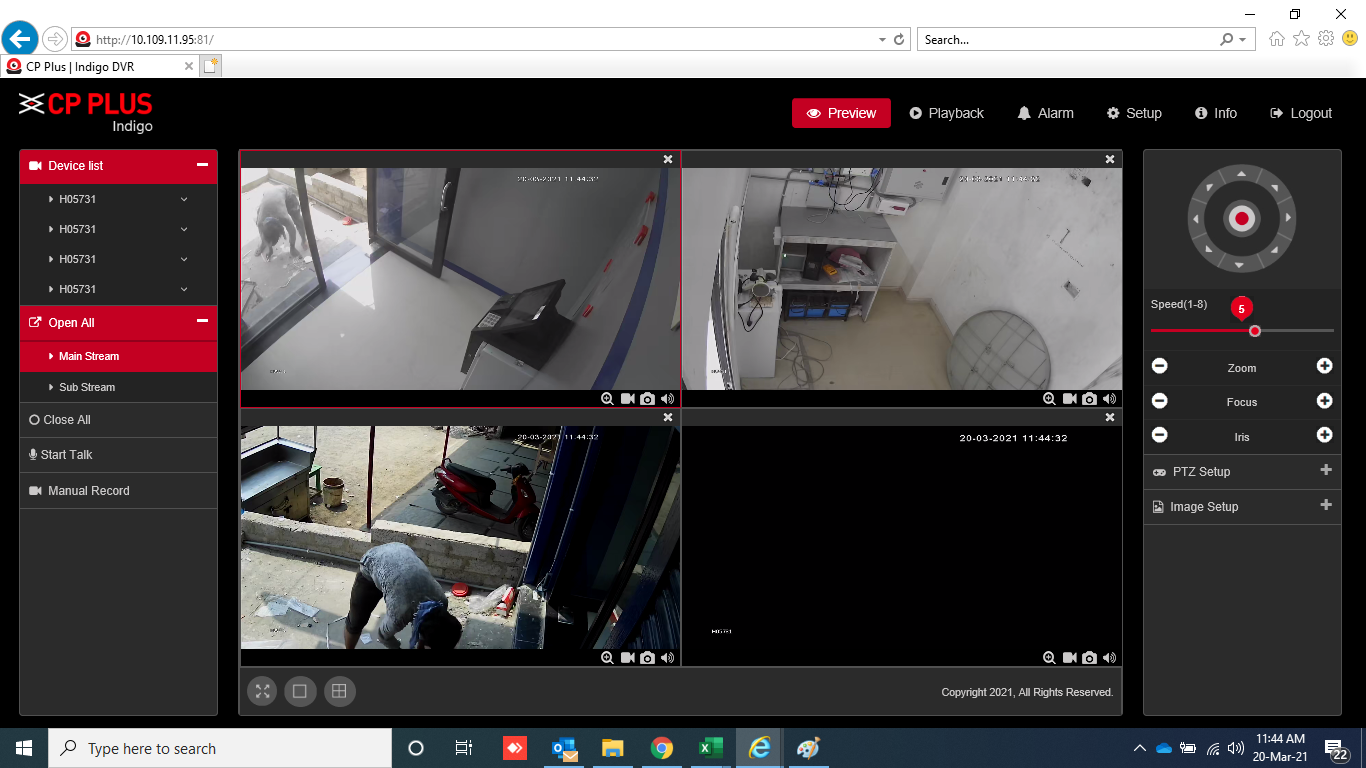 http://10.109.11.95:81/
Search...
CP Plus | Indigo DVR
CP PLUS
Indigo
Preview
Playback
Alarm
Setup
Info
Logout
Device list
H05731
H05731
H05731
H05731
Open All
Main Stream
Sub Stream
Close All
Start Talk
Manual Record
20-03-2021 11:44:32
20-03-2021 11:44:32
20-03-2021 11:44:32
20-03-2021 11:44:32
H05731
Copyright 2021, All Rights Reserved.
Speed(1-8)
5
Zoom
Focus
Iris
PTZ Setup
Image Setup
Type here to search
11:44 AM
20-Mar-21
22